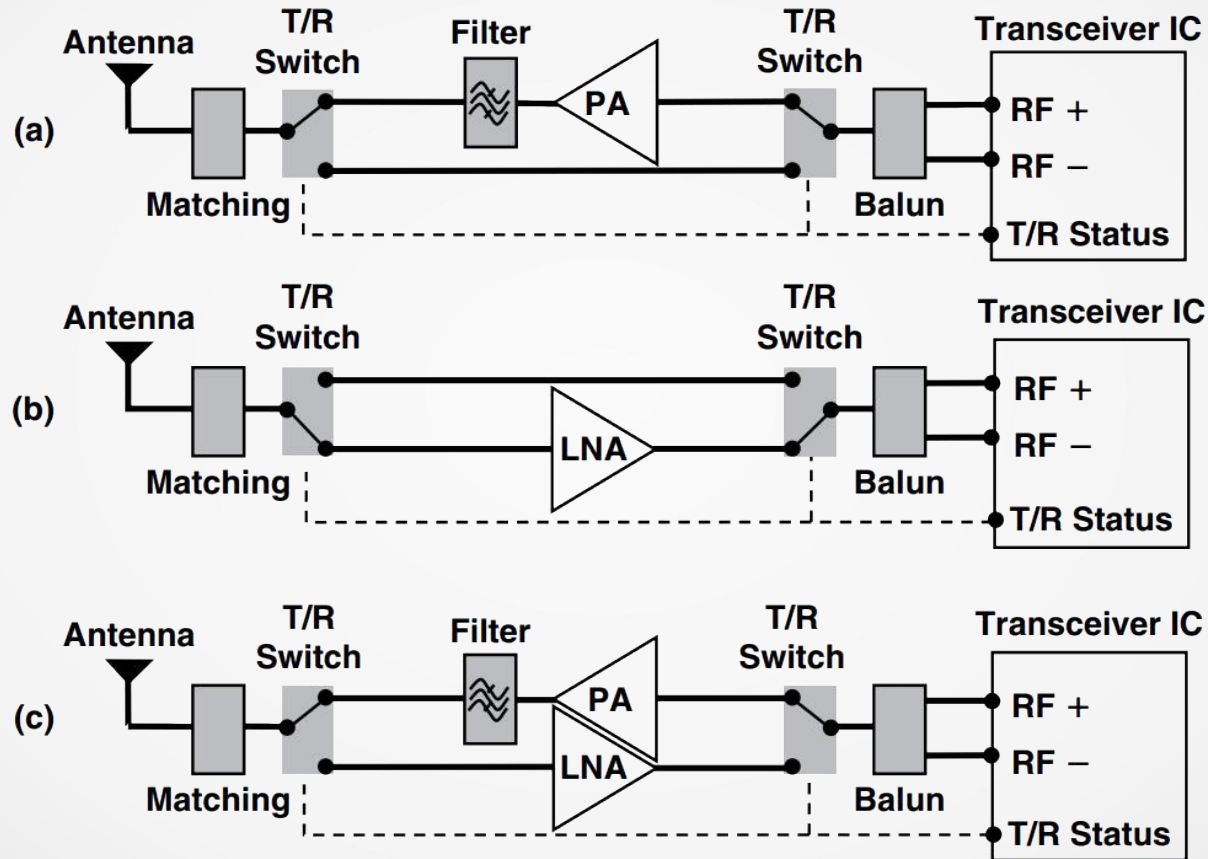 (a)
Antenna
Matching
T/R
Switch
Filter
PA
T/R
Switch
Balun
Transceiver IC
RF +
RF −
T/R Status
(b)
Antenna
Matching
T/R
Switch
LNA
T/R
Switch
Balun
Transceiver IC
RF +
RF −
T/R Status
(c)
Antenna
Matching
T/R
Switch
Filter
PA
LNA
T/R
Switch
Balun
Transceiver IC
RF +
RF −
T/R Status